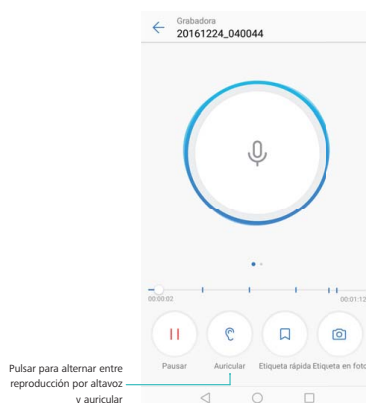 Grabadora
20161224_040044
00:00:02
00:01:12
Pausar Auricular Etiqueta rápida Etiqueta en foto
Pulsar para alternar entre
reproducción por altavoz
y auricular